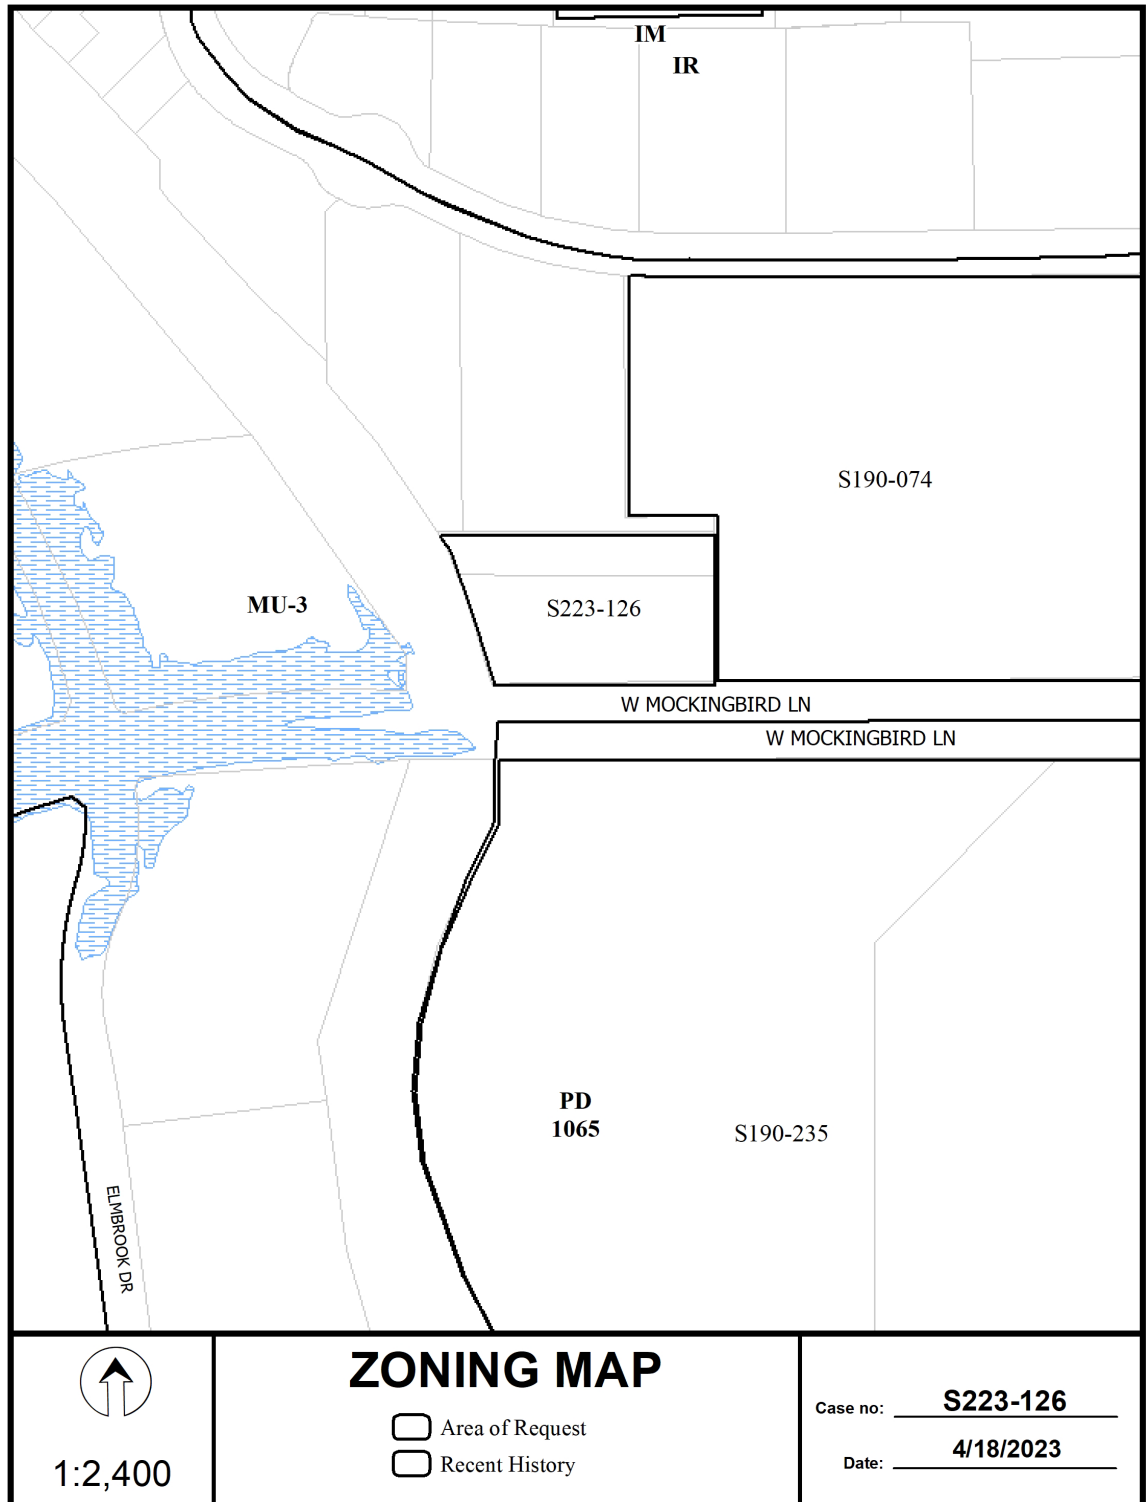 IM
IR
S190-074
MU-3
S223-126
W MOCKINGBIRD LN
W MOCKINGBIRD LN
PD
1065
S190-235
ELMBROOK DR
1:2,400
ZONING MAP
Area of Request
Recent History
Case no: S223-126
Date: 4/18/2023